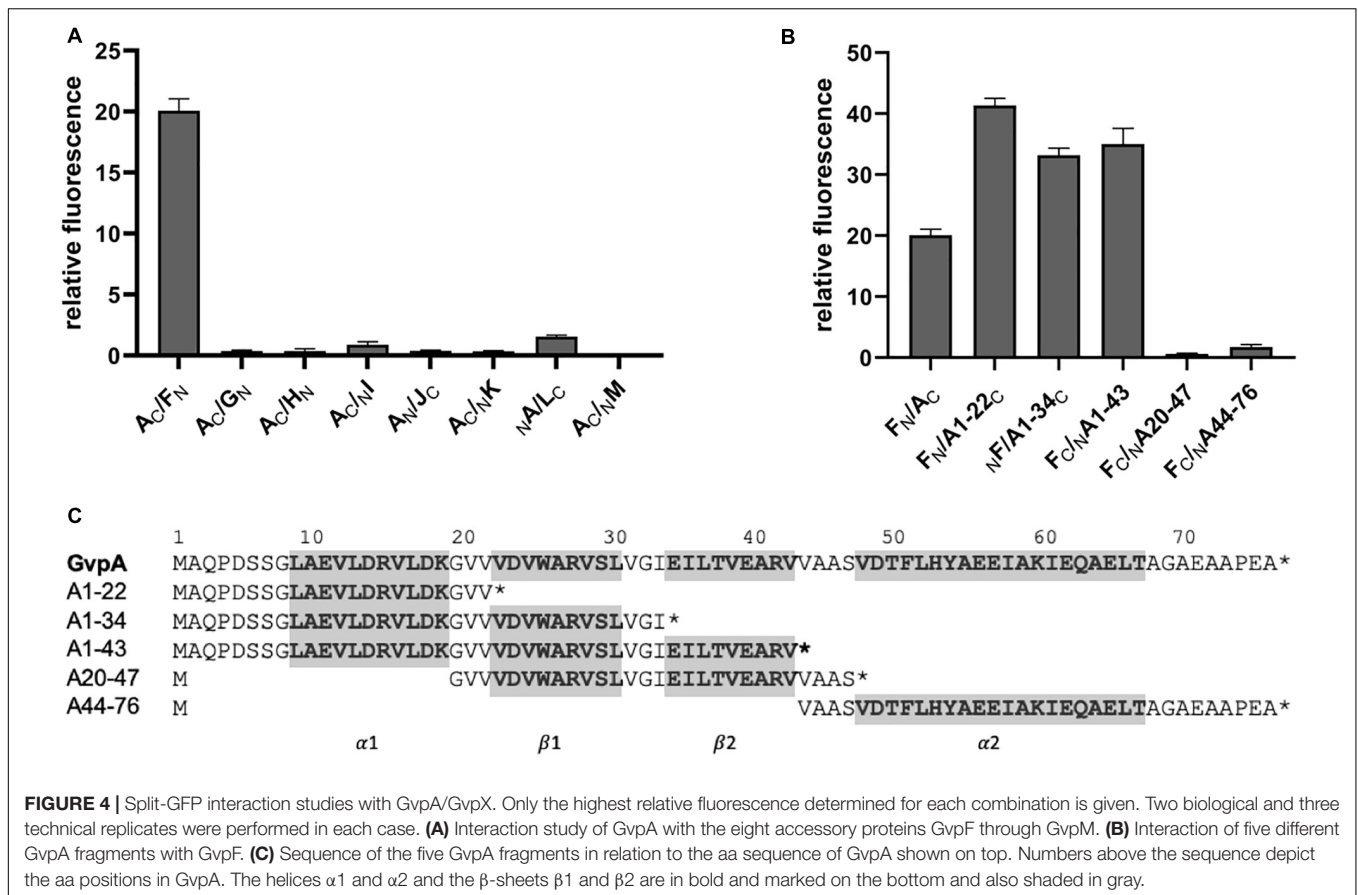 A
relative fluorescence
25
20
15
10
5
0
AC/FN
AC/GN
AC/HN
AC/NI
AN/JC
AC/NK
NA/LC
AC/NM
B
relative fluorescence
50
40
30
20
10
0
FN/AC
FN/A1-22C
NF/A1-34C
FC/NA1-43
FC/NA20-47
FC/NA44-76
C
1 10 20 30 40 50 60 70
GvpA MAQPDSSGLAEVLDRVLDKGVVVDVWARVSLVGIEILTVEARVVAASVDTFLHYAEEIAKIEQAELTAGAEAAPEA*
A1-22 MAQPDSSGLAEVLDRVLDKGVV*
A1-34 MAQPDSSGLAEVLDRVLDKGVVVDVWARVSLVGI*
A1-43 MAQPDSSGLAEVLDRVLDKGVVVDVWARVSLVGIEILTVEARV*
A20-47 M GVVVDVWARVSLVGIEILTVEARVVAAS*
A44-76 M VAASVDTFLHYAEEIAKIEQAELTAGAEAAPEA*
α1 β1 β2 α2
FIGURE 4 | Split-GFP interaction studies with GvpA/GvpX. Only the highest relative fluorescence determined for each combination is given. Two biological and three
technical replicates were performed in each case. (A) Interaction study of GvpA with the eight accessory proteins GvpF through GvpM. (B) Interaction of five different
GvpA fragments with GvpF. (C) Sequence of the five GvpA fragments in relation to the aa sequence of GvpA shown on top. Numbers above the sequence depict
the aa positions in GvpA. The helices α1 and α2 and the β-sheets β1 and β2 are in bold and marked on the bottom and also shaded in gray.